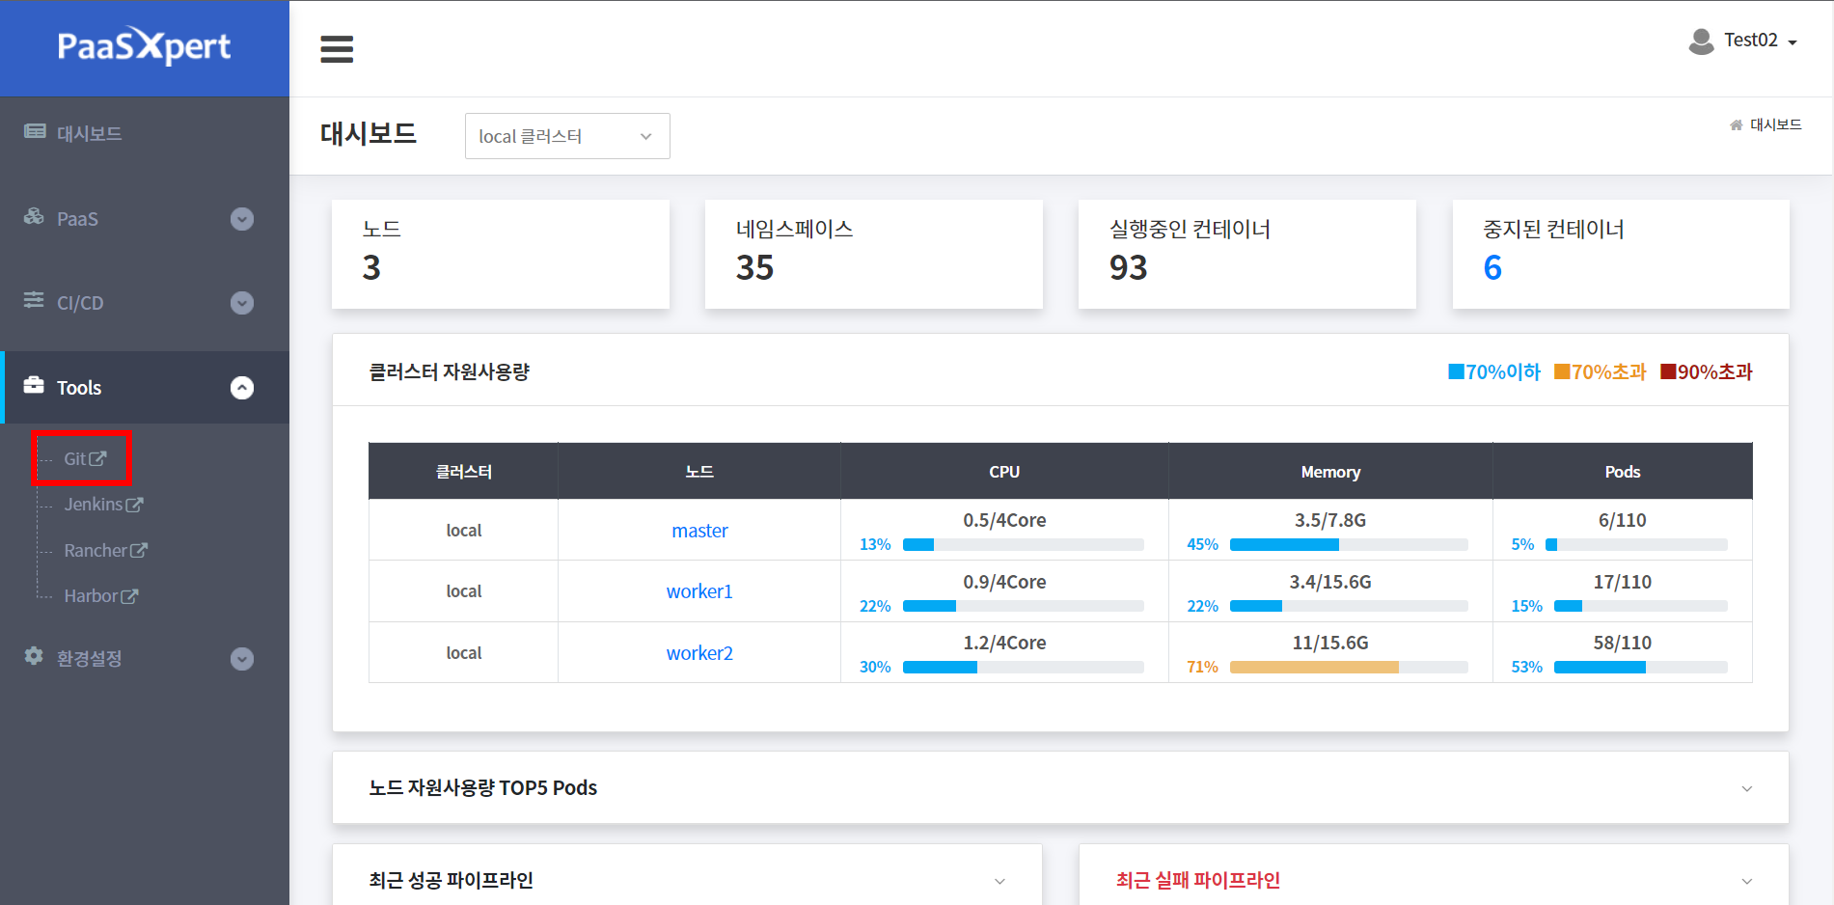 PaaSXpert
Test02
대시보드
PaaS
CI/CD
Tools
Git
Jenkins
Rancher
Harbor
환경설정
대시보드
local 클러스터
대시보드
노드
3
네임스페이스
35
실행중인 컨테이너
93
중지된 컨테이너
6
클러스터 자원사용량
70%이하 70%초과 90%초과
클러스터 노드 CPU Memory Pods
local master 0.5/4Core 13% 3.5/7.8G 45% 6/110 5%
local worker1 0.9/4Core 22% 3.4/15.6G 22% 17/110 15%
local worker2 1.2/4Core 30% 11/15.6G 71% 58/110 53%
노드 자원사용량 TOP5 Pods
최근 성공 파이프라인
최근 실패 파이프라인